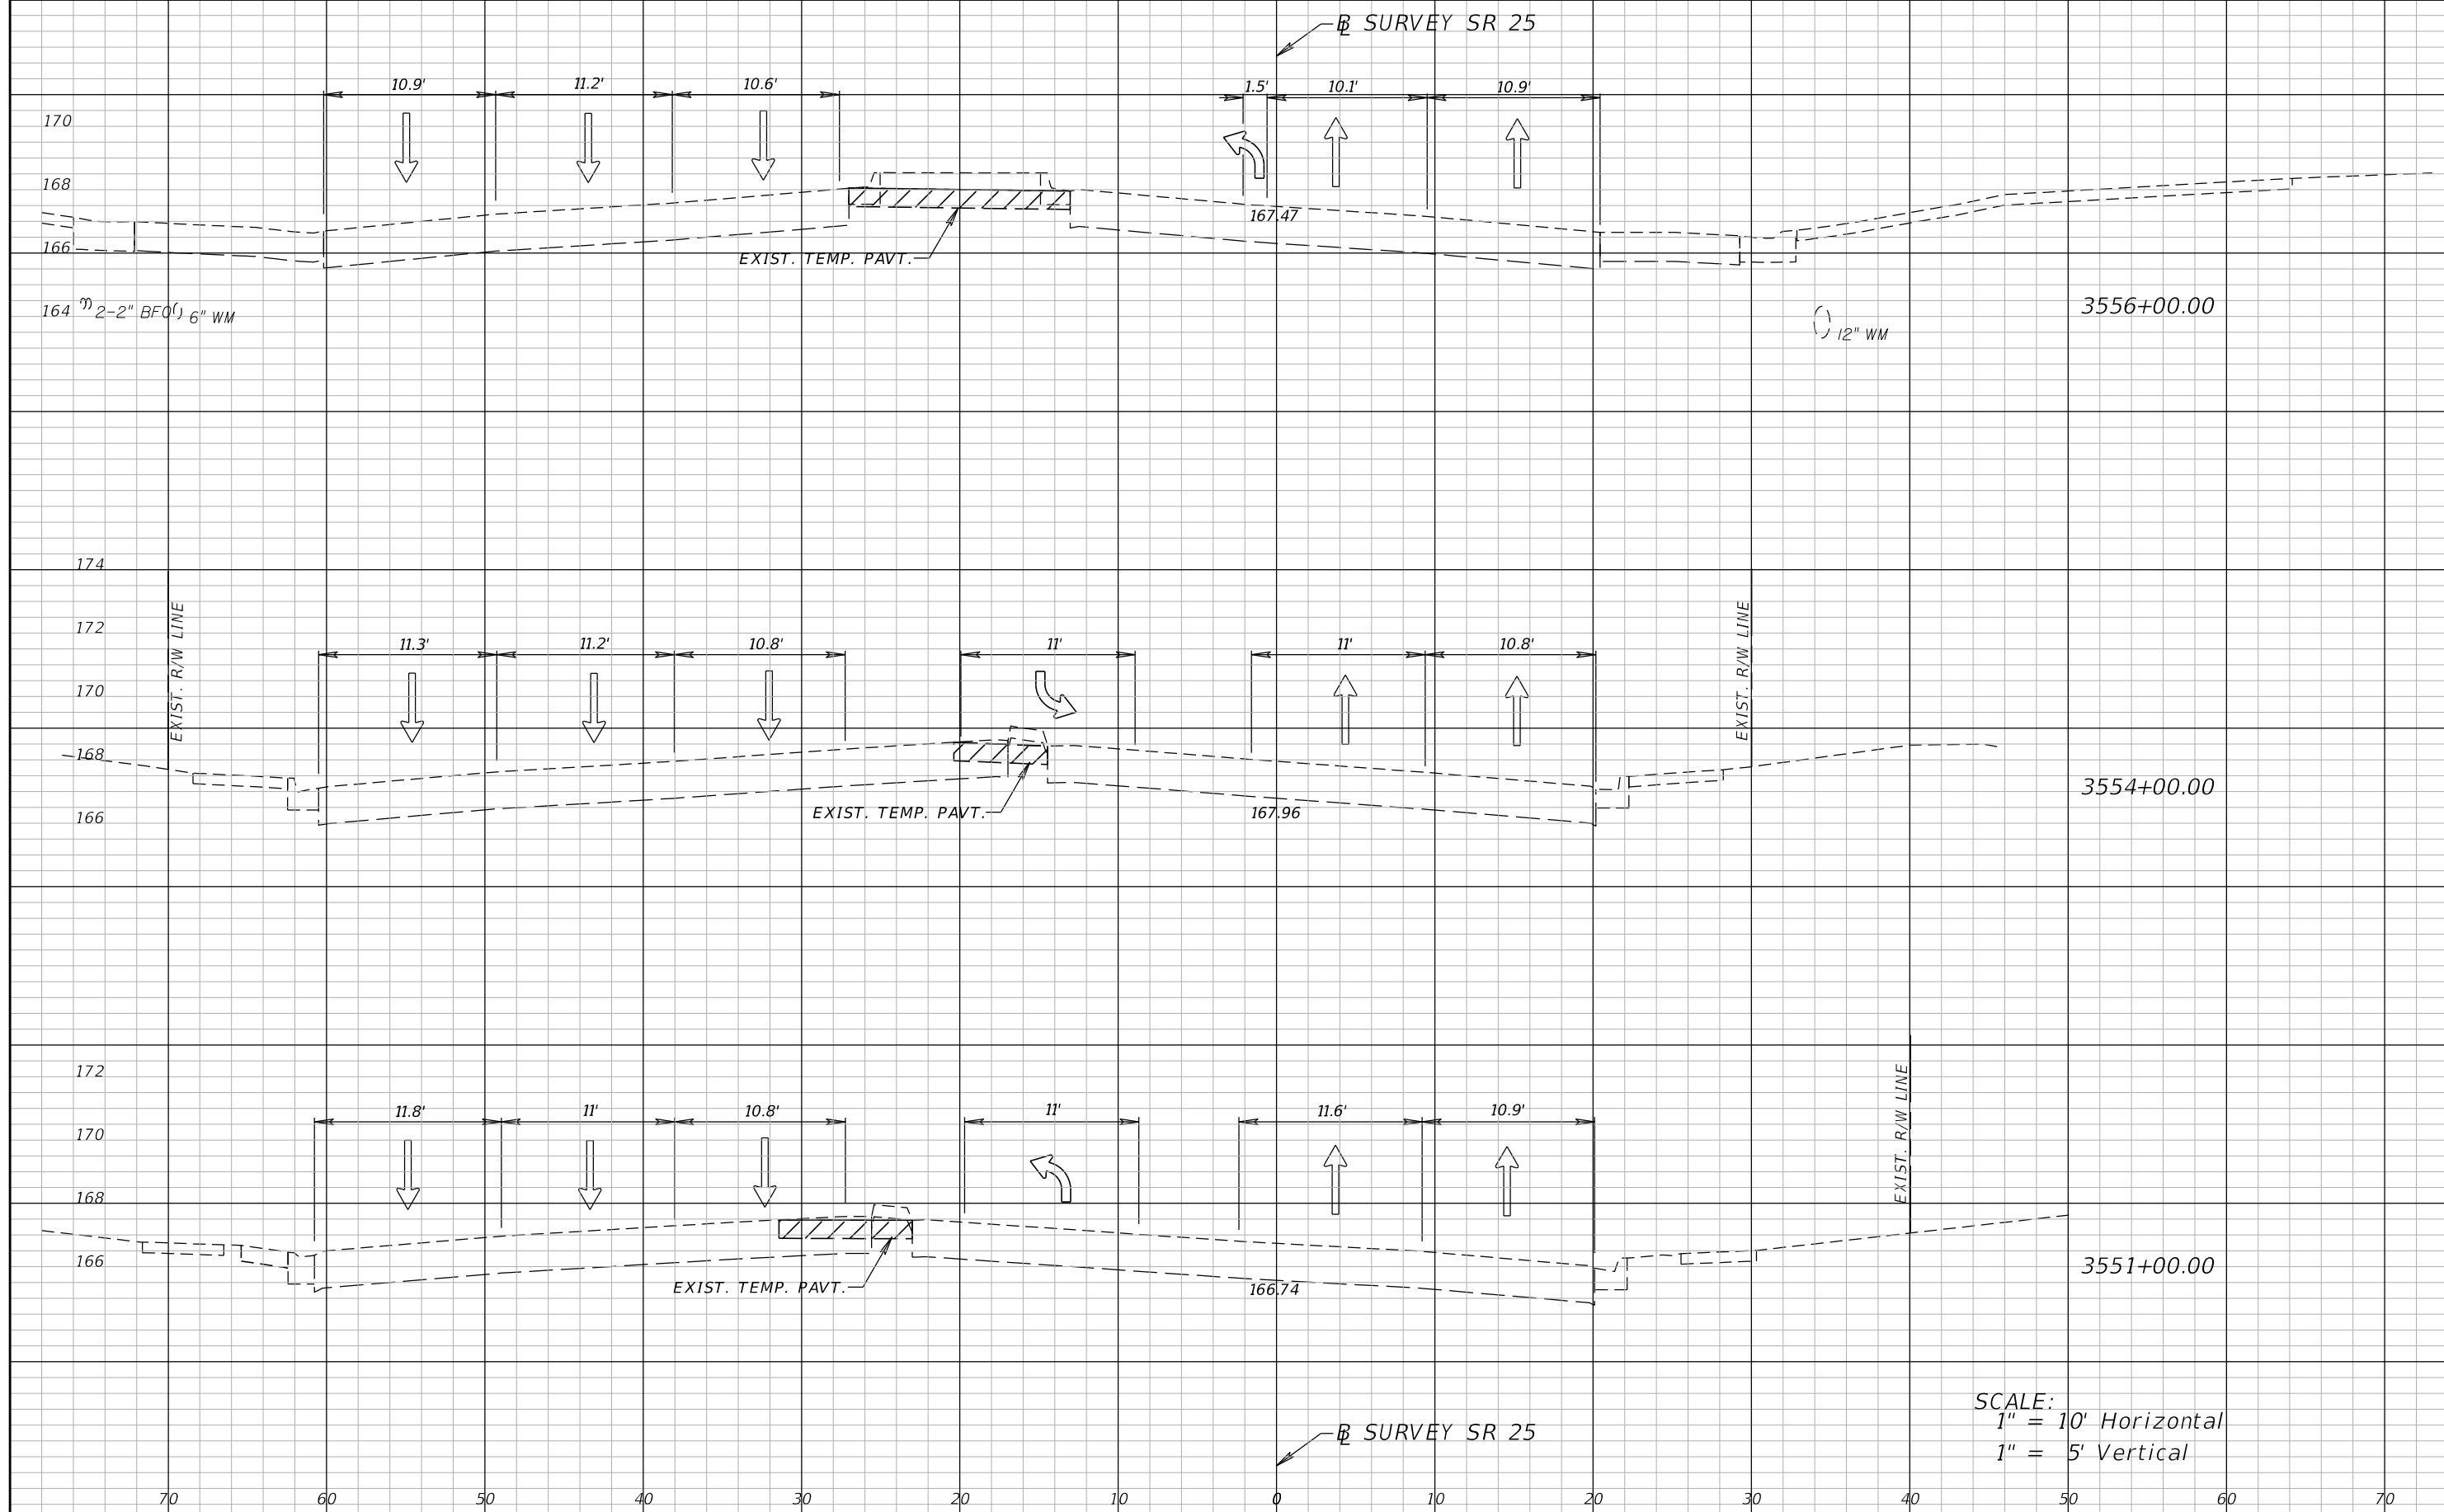 B SURVEY SR 25
10.9' 11.2' 10.6' 1.5' 10.1' 10.9'
170
168
167.47
166
EXIST. TEMP. PAVT.
164 2-2" BFO 6" WM
3556+00.00
12" WM
174
172
EXIST. R/W LINE
EXIST. R/W LINE
11.3' 11.2' 10.8' 11' 11' 10.8'
170
168
3554+00.00
166
EXIST. TEMP. PAVT.
167.96
172
EXIST. R/W LINE
11.8' 11' 10.8' 11' 11.6' 10.9'
170
168
166
3551+00.00
EXIST. TEMP. PAVT.
166.74
SCALE:
1" = 10' Horizontal
1" = 5' Vertical
BL SURVEY SR 25
70 60 50 40 30 20 10 0 10 20 30 40 50 60 70